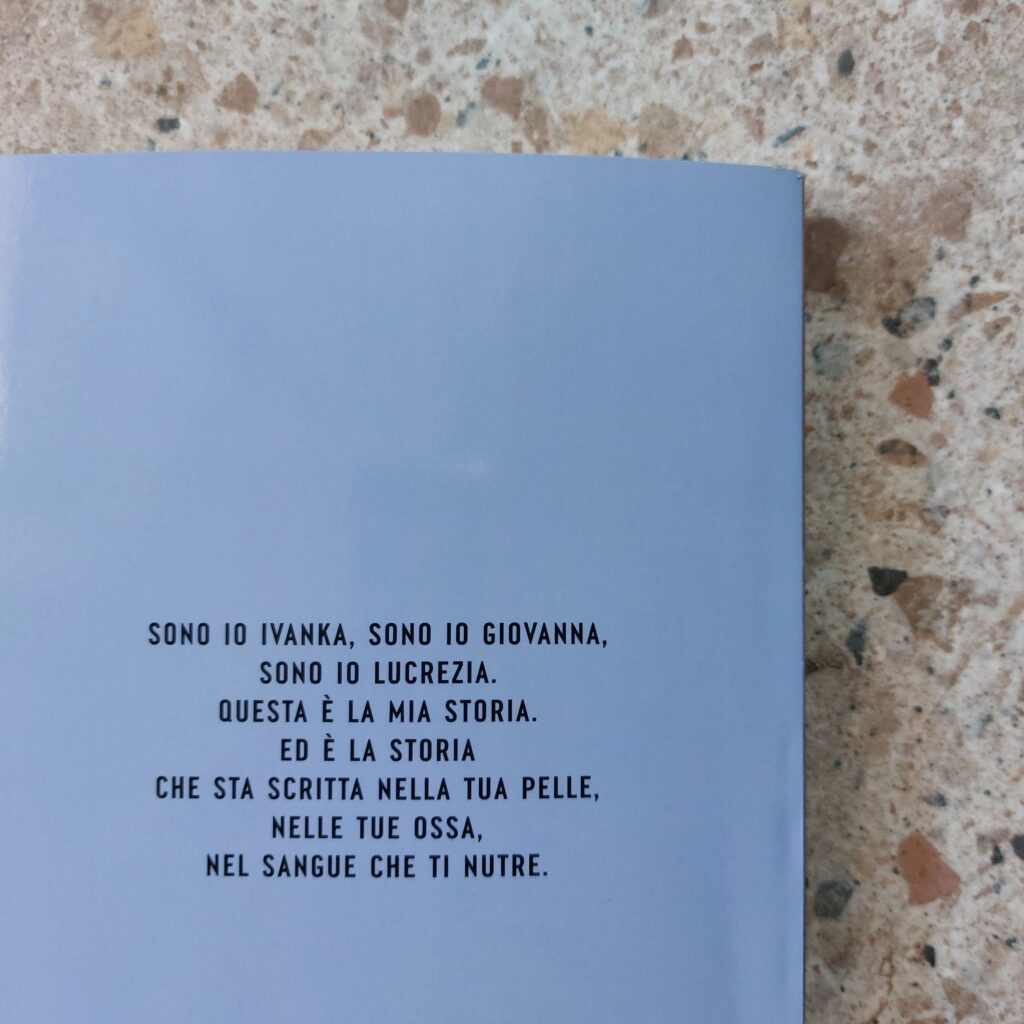 SONO IO IVANKA, SONO IO GIOVANNA,
SONO IO LUCREZIA.
QUESTA È LA MIA STORIA.
ED È LA STORIA
CHE STA SCRITTA NELLA TUA PELLE,
NELLE TUE OSSA,
NEL SANGUE CHE TI NUTRE.